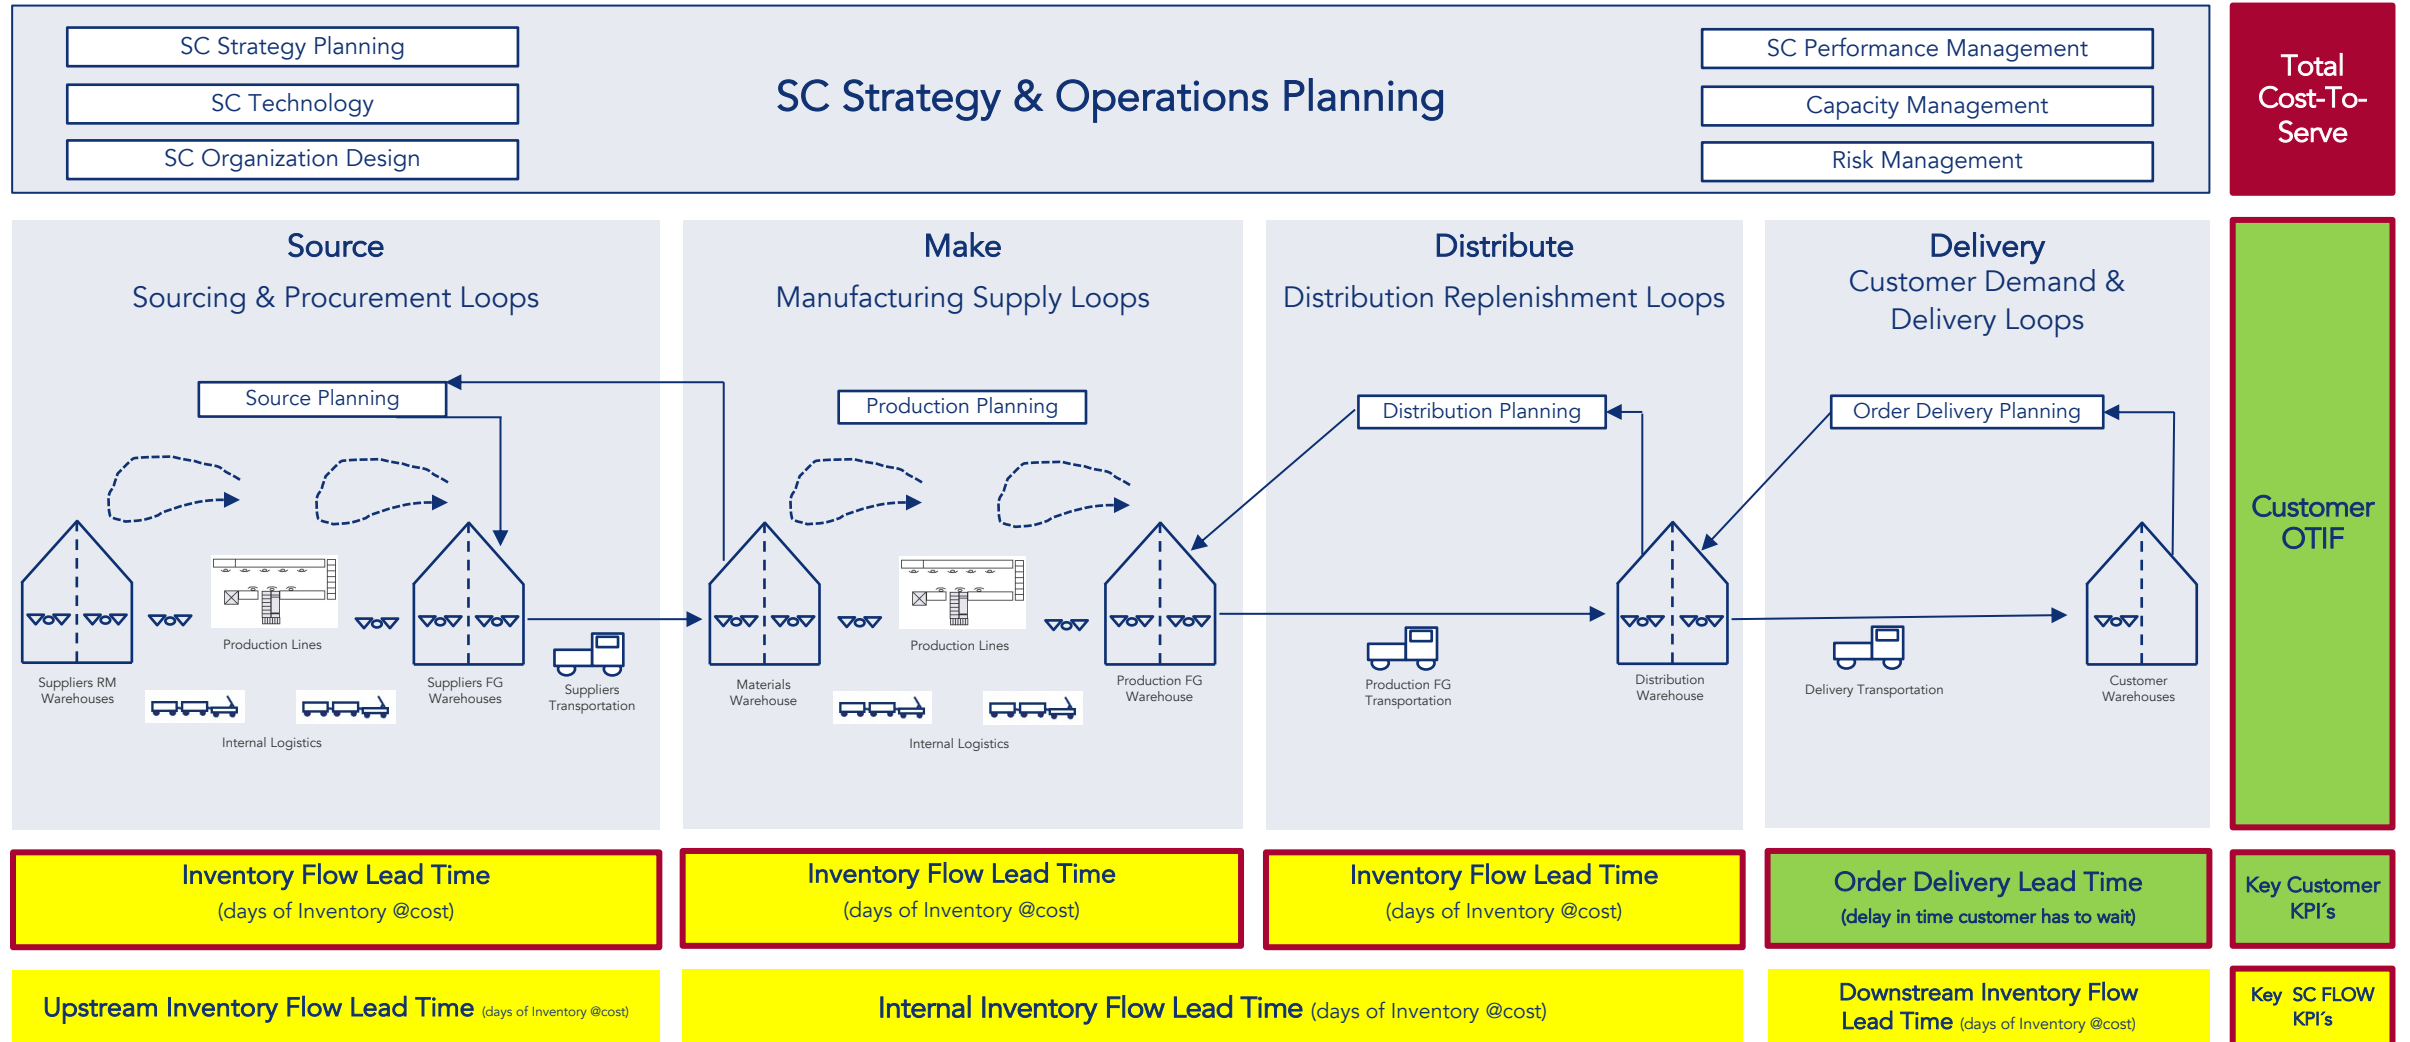 SC Strategy Planning
SC Technology
SC Organization Design
SC Strategy & Operations Planning
SC Performance Management
Capacity Management
Risk Management
Total
Cost-To-
Serve
Source
Sourcing & Procurement Loops
Source Planning
Production Lines
Suppliers RM
Warehouses
Suppliers FG
Warehouses
Suppliers
Transportation
Internal Logistics
Make
Manufacturing Supply Loops
Production Planning
Production Lines
Materials
Warehouse
Production FG
Warehouse
Internal Logistics
Distribute
Distribution Replenishment Loops
Distribution Planning
Production FG
Transportation
Distribution
Warehouse
Delivery
Customer Demand &
Delivery Loops
Order Delivery Planning
Delivery Transportation
Customer
Warehouses
Customer
OTIF
Inventory Flow Lead Time
(days of Inventory @cost)
Inventory Flow Lead Time
(days of Inventory @cost)
Inventory Flow Lead Time
(days of Inventory @cost)
Order Delivery Lead Time
(delay in time customer has to wait)
Key Customer
KPI´s
Upstream Inventory Flow Lead Time (days of Inventory @cost)
Internal Inventory Flow Lead Time (days of Inventory @cost)
Downstream Inventory Flow
Lead Time (days of Inventory @cost)
Key SC FLOW
KPI´s